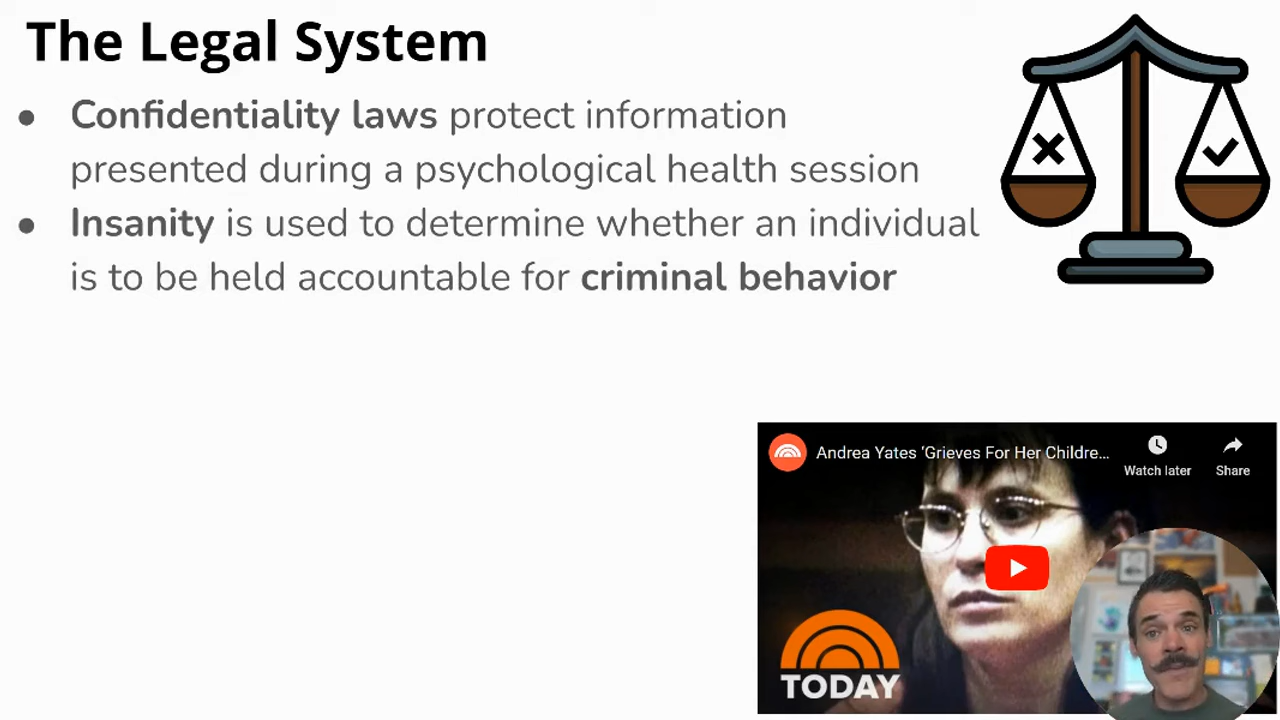 The Legal System
● Confidentiality laws protect information
presented during a psychological health session
● Insanity is used to determine whether an individual
is to be held accountable for criminal behavior
Andrea Yates ‘Grieves For Her Childre...
Watch later
Share
TODAY